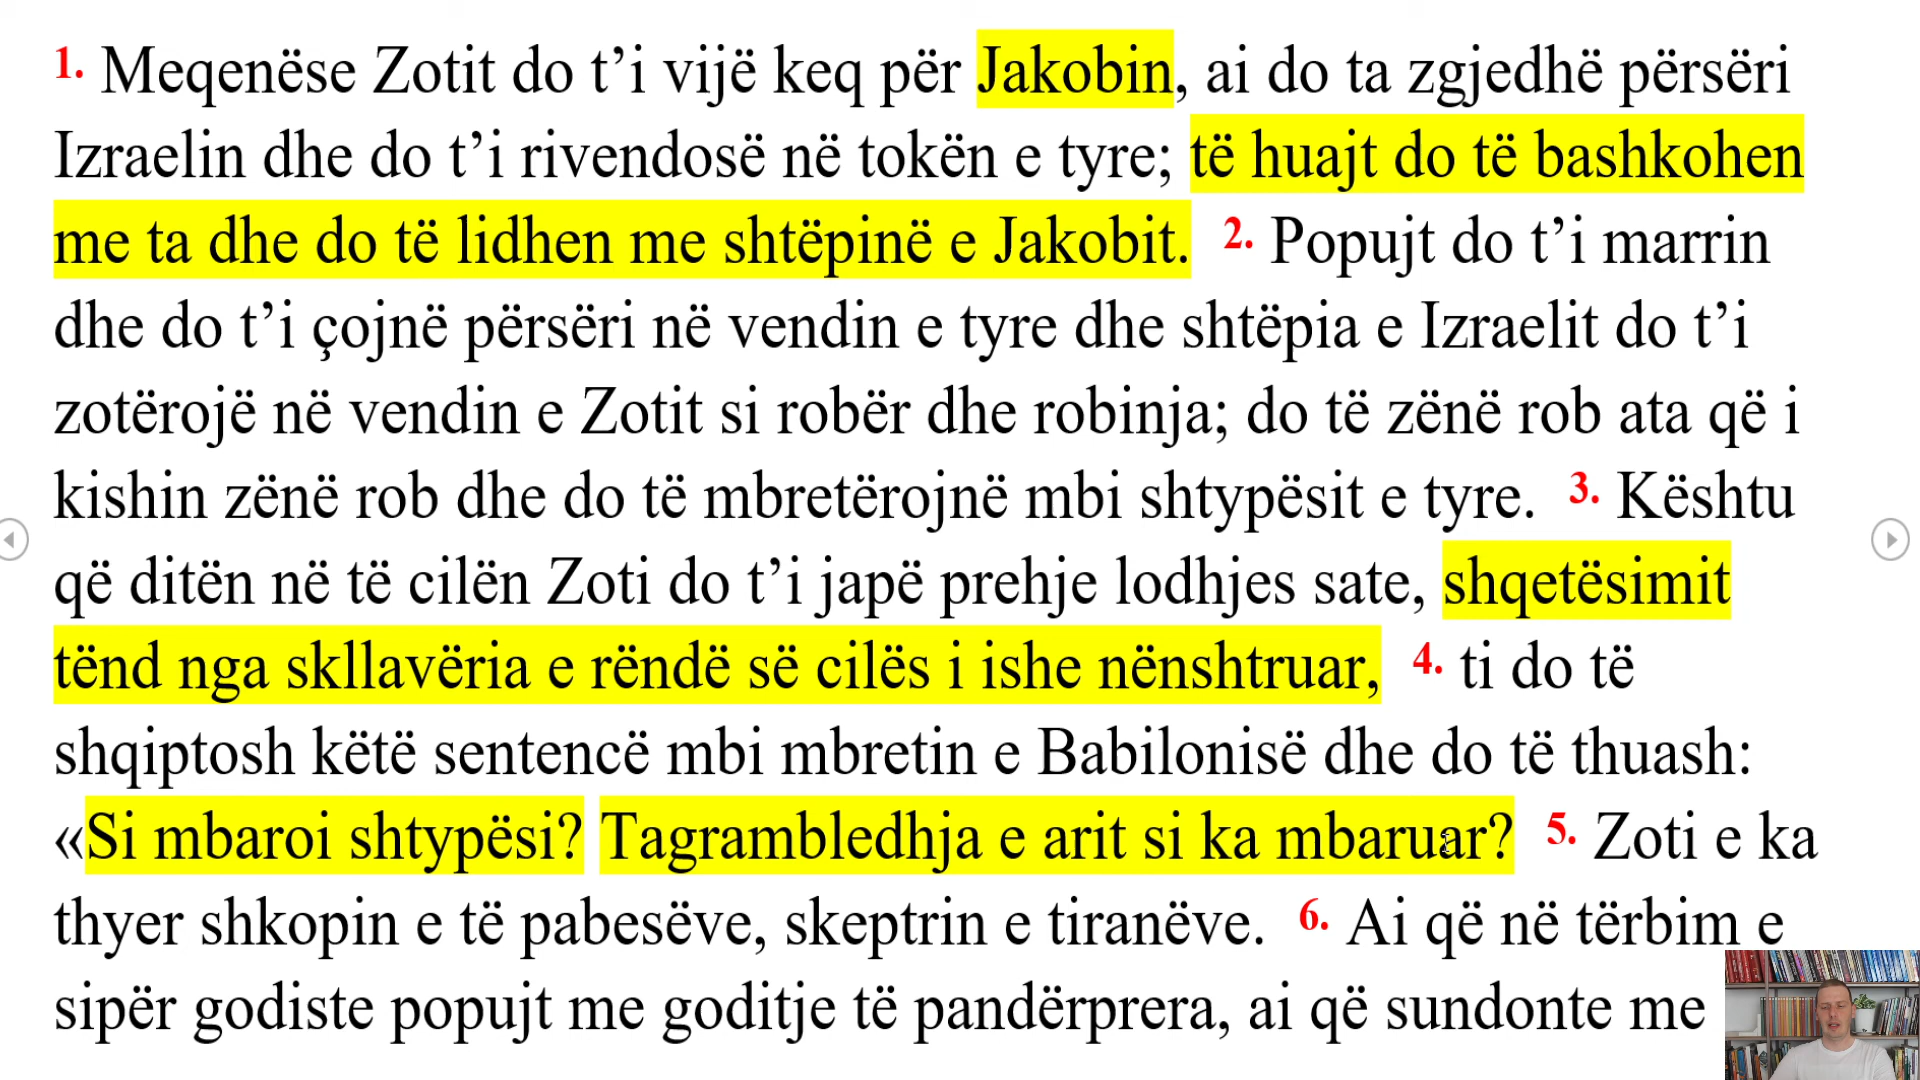 1. Meqenëse Zotit do t’i vijë keq për Jakobin, ai do ta zgjedhë përsëri
Izraelin dhe do t’i rivendosë në tokën e tyre; të huajt do të bashkohen
me ta dhe do të lidhen me shtëpinë e Jakobit. 2. Popujt do t’i marrin
dhe do t’i çojnë përsëri në vendin e tyre dhe shtëpia e Izraelit do t’i
zotërojë në vendin e Zotit si robër dhe robinja; do të zënë rob ata që i
kishin zënë rob dhe do të mbretërojnë mbi shtypësit e tyre. 3. Kështu
që ditën në të cilën Zoti do t’i japë prehje lodhjes sate, shqetësimit
tënd nga skllavëria e rëndë së cilës i ishe nënshtruar, 4. ti do të
shqiptosh këtë sentencë mbi mbretin e Babilonisë dhe do të thuash:
«Si mbaroi shtypësi? Tagrambledhja e arit si ka mbaruar? 5. Zoti e ka
thyer shkopin e të pabesëve, skeptrin e tiranëve. 6. Ai që në tërbim e
sipër godiste popujt me goditje të pandërprera, ai që sundonte me